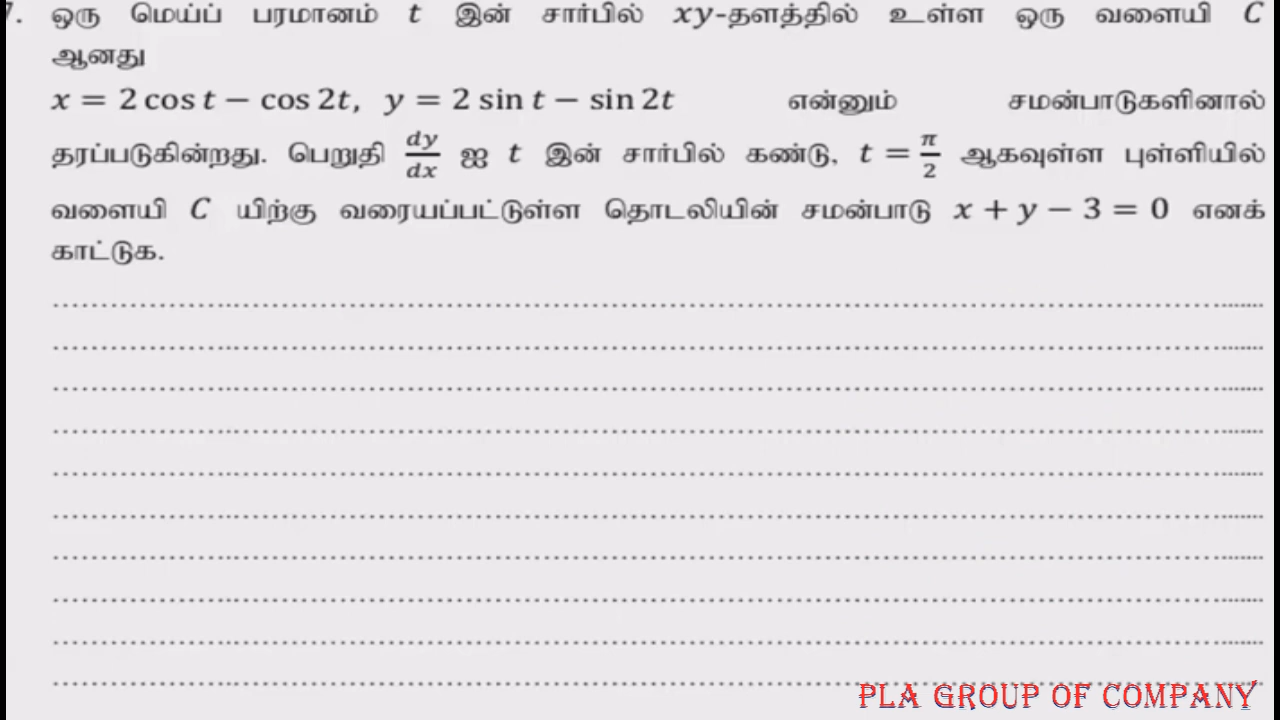 7. ஒரு மெய்ப் பரமானம் t இன் சார்பில் xy-தளத்தில் உள்ள ஒரு வளையி C
ஆனது
x = 2 cos t − cos 2t, y = 2 sin t − sin 2t என்னும் சமன்பாடுகளினால்
தரப்படுகின்றது. பெறுதி dy/dx ஐ t இன் சார்பில் கண்டு, t = π/2 ஆகவுள்ள புள்ளியில்
வளையி C யிற்கு வரையப்பட்டுள்ள தொடலியின் சமன்பாடு x + y − 3 = 0 எனக்
காட்டுக.
PLA GROUP OF COMPANY